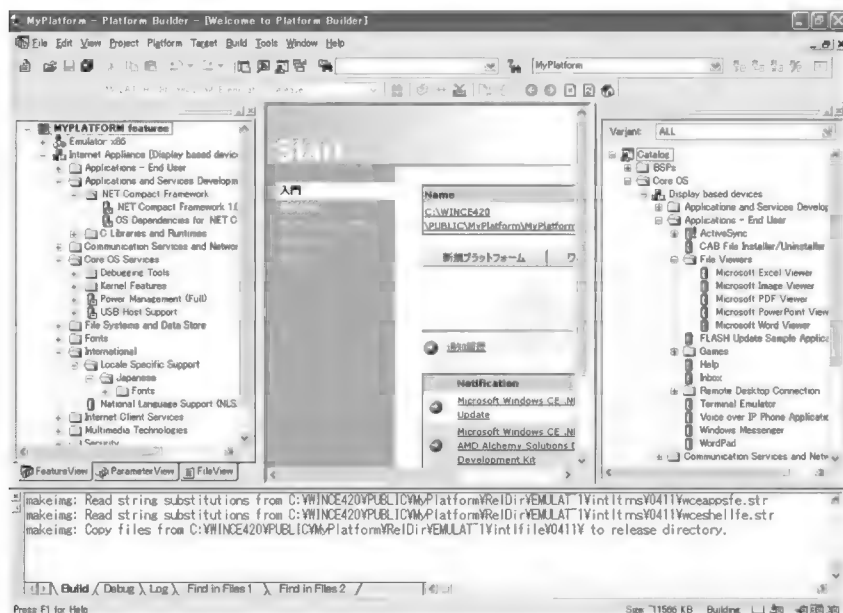 MyPlatform - Platform Builder - [Welcome to Platform Builder]
File Edit View Project Platform Target Build Tools Window Help
MyPlatform
MYPLATFORM features
Emulator x86
Internet Appliance [Display based devic
Applications - End User
Applications and Services Developm
.NET Compact Framework
.NET Compact Framework 1.0
OS Dependencies for .NET C
C Libraries and Runtimes
Communication Services and Networ
Core OS Services
Debugging Tools
Kernel Features
Power Management (Full)
USB Host Support
File Systems and Data Store
Fonts
International
Locale Specific Support
Japanese
Fonts
National Language Support (NLS
Internet Client Services
Multimedia Technologies
Security
FeatureView
ParameterView
FileView
入門
Name
C:\WINCE420
\PUBLIC\MyPlatform\MyPlatform
新規プラットフォーム
ワ
Notification
Microsoft Windows CE .NE
Update
Microsoft Windows CE .NE
AMD Alchemy Solutions D
Development Kit
Variant: ALL
Catalog
BSPs
Core OS
Display based devices
Applications and Services Develop
Applications - End User
ActiveSync
CAB File Installer/Uninstaller
File Viewers
Microsoft Excel Viewer
Microsoft Image Viewer
Microsoft PDF Viewer
Microsoft PowerPoint View
Microsoft Word Viewer
FLASH Update Sample Applica
Games
Help
Inbox
Remote Desktop Connection
Terminal Emulator
Voice over IP Phone Applicatio
Windows Messenger
WordPad
Communication Services and Netw
makeimg: Read string substitutions from C:¥WINCE420¥PUBLIC¥MyPlatform¥RelDir¥EMULAT~1¥intltrns¥0411¥wceappsfe.str
makeimg: Read string substitutions from C:¥WINCE420¥PUBLIC¥MyPlatform¥RelDir¥EMULAT~1¥intltrns¥0411¥wceshellfe.str
makeimg: Copy files from C:¥WINCE420¥PUBLIC¥MyPlatform¥RelDir¥EMULAT~1¥intlfile¥0411¥ to release directory.
Build Debug Log Find in Files 1 Find in Files 2
Press F1 for Help
Size 11566 KB Building